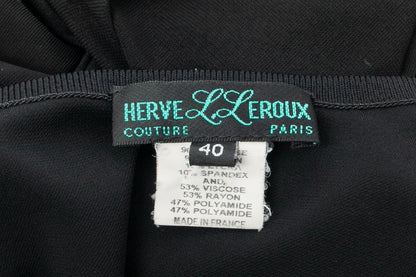 HERVE L.LEROUX
COUTURE PARIS
40
10% SPANDEX
AND
53% VISCOSE
53% RAYON
47% POLYAMIDE
47% POLYAMIDE
MADE IN FRANCE